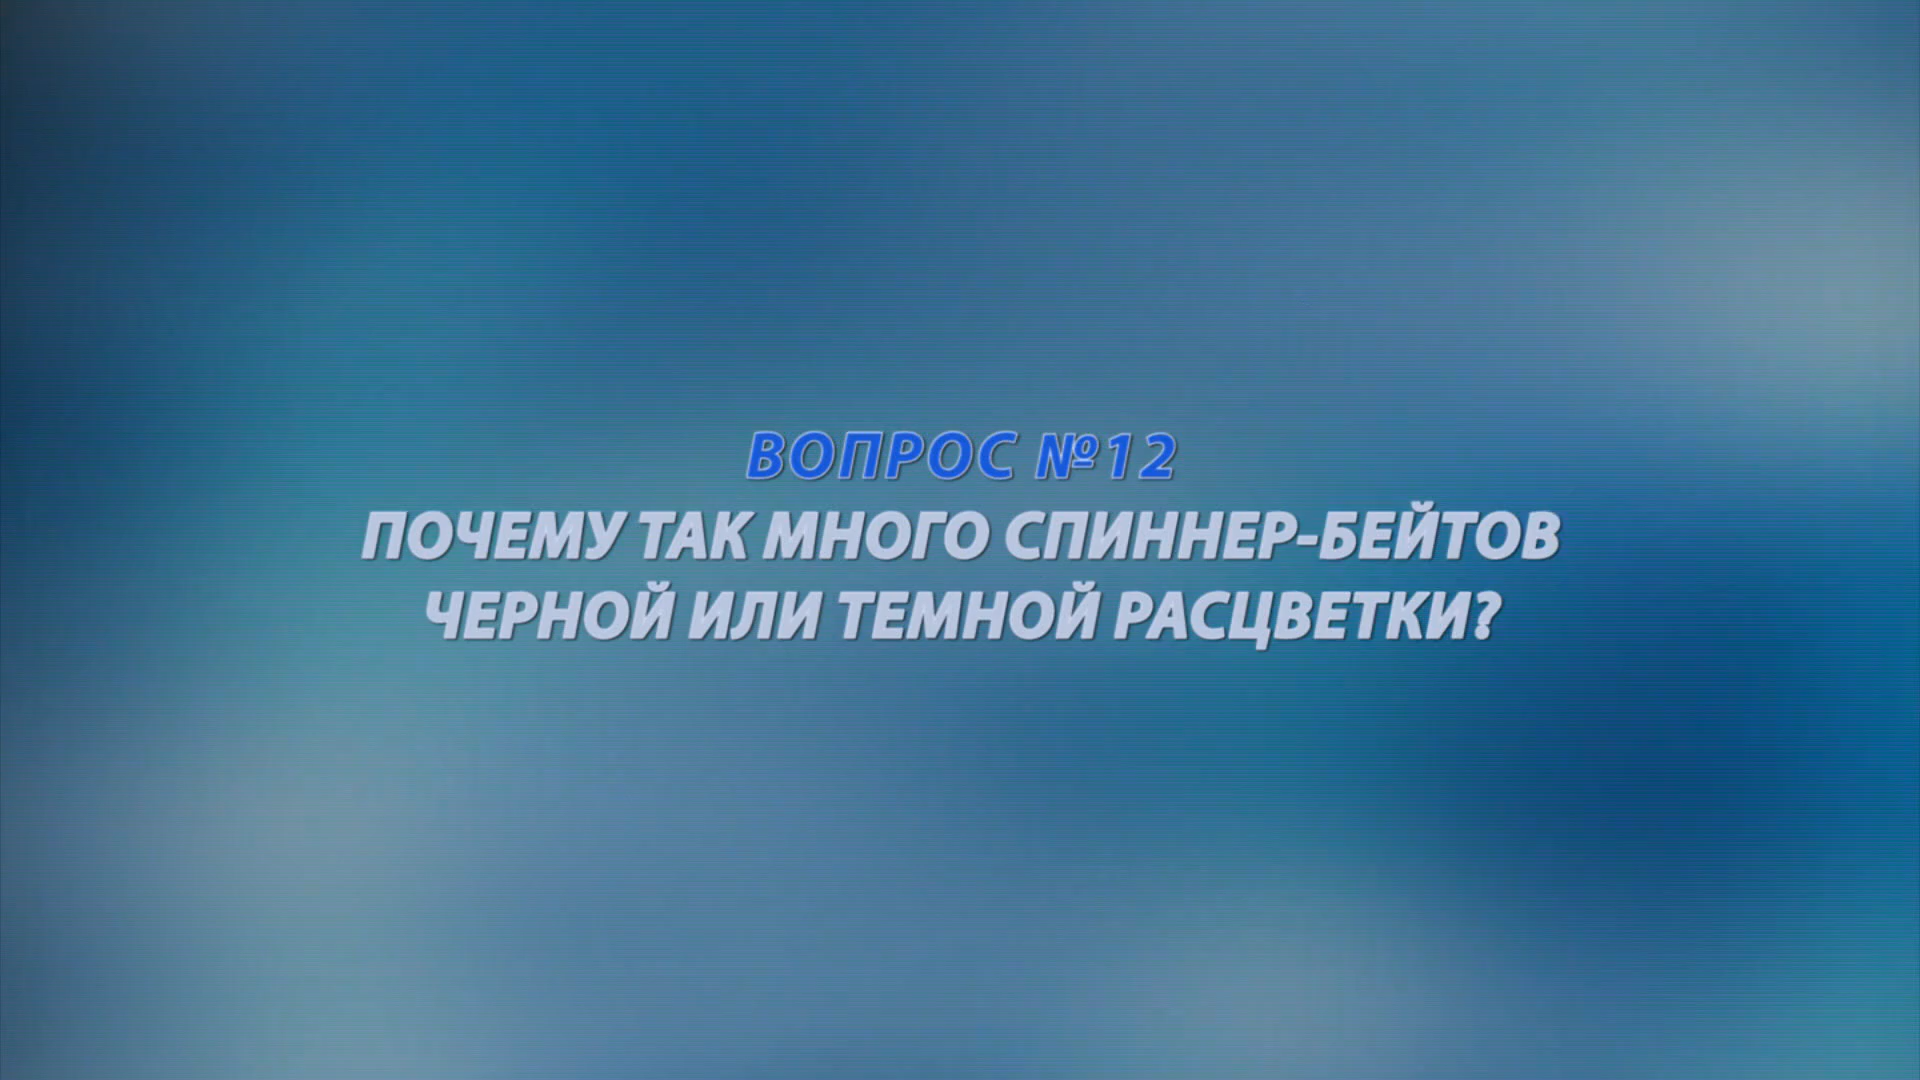 ВОПРОС №12
ПОЧЕМУ ТАК МНОГО СПИННЕР-БЕЙТОВ
ЧЕРНОЙ ИЛИ ТЕМНОЙ РАСЦВЕТКИ?